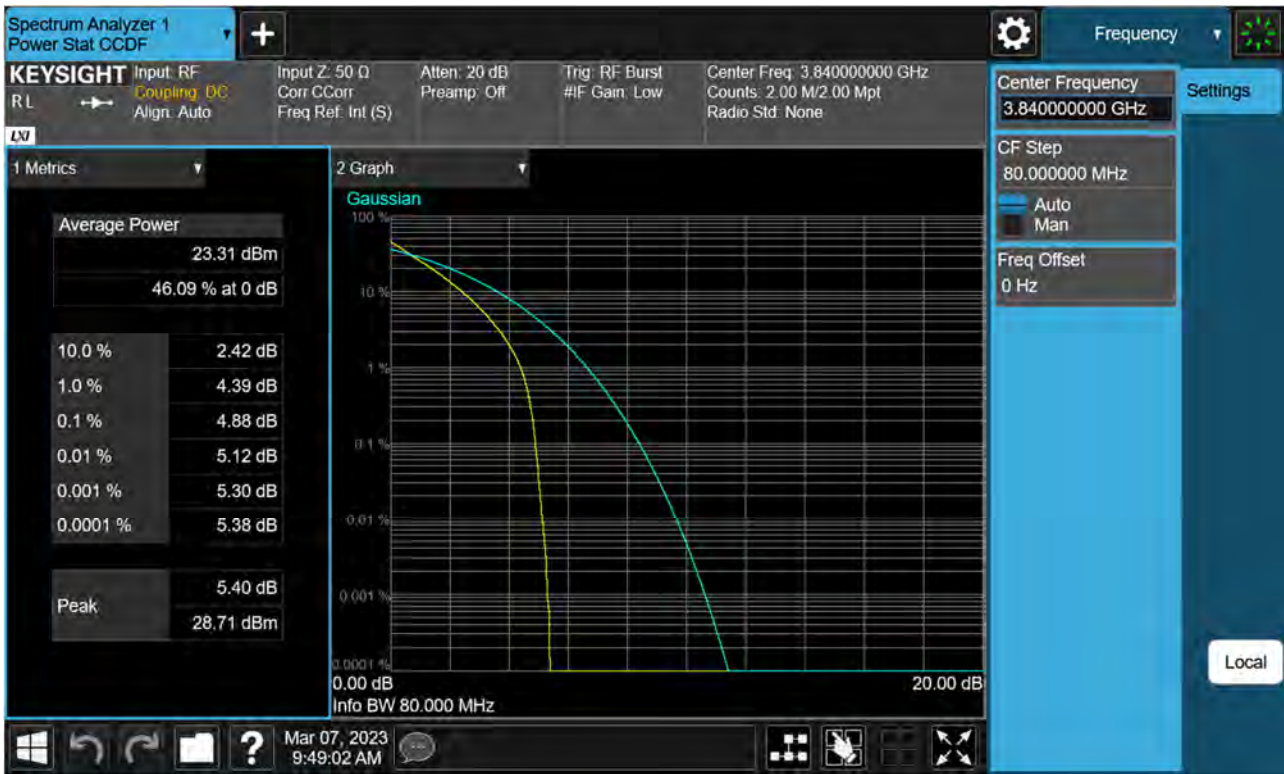 Spectrum Analyzer 1
Power Stat CCDF
Frequency
KEYSIGHT
RL
LXI
Input: RF
Coupling: DC
Align: Auto
Input Z: 50 Ω
Corr CCorr
Freq Ref: Int (S)
Atten: 20 dB
Preamp: Off
Trig: RF Burst
#IF Gain: Low
Center Freq: 3.840000000 GHz
Counts: 2.00 M/2.00 Mpt
Radio Std: None
Center Frequency
3.840000000 GHz
Settings
CF Step
80.000000 MHz
Auto
Man
Freq Offset
0 Hz
Local
1 Metrics
Average Power
23.31 dBm
46.09 % at 0 dB
10.0 % 2.42 dB
1.0 % 4.39 dB
0.1 % 4.88 dB
0.01 % 5.12 dB
0.001 % 5.30 dB
0.0001 % 5.38 dB
Peak
5.40 dB
28.71 dBm
2 Graph
Gaussian
100 %
10 %
1 %
0.1 %
0.01 %
0.001 %
0.0001 %
0.00 dB 20.00 dB
Info BW 80.000 MHz
?
Mar 07, 2023
9:49:02 AM